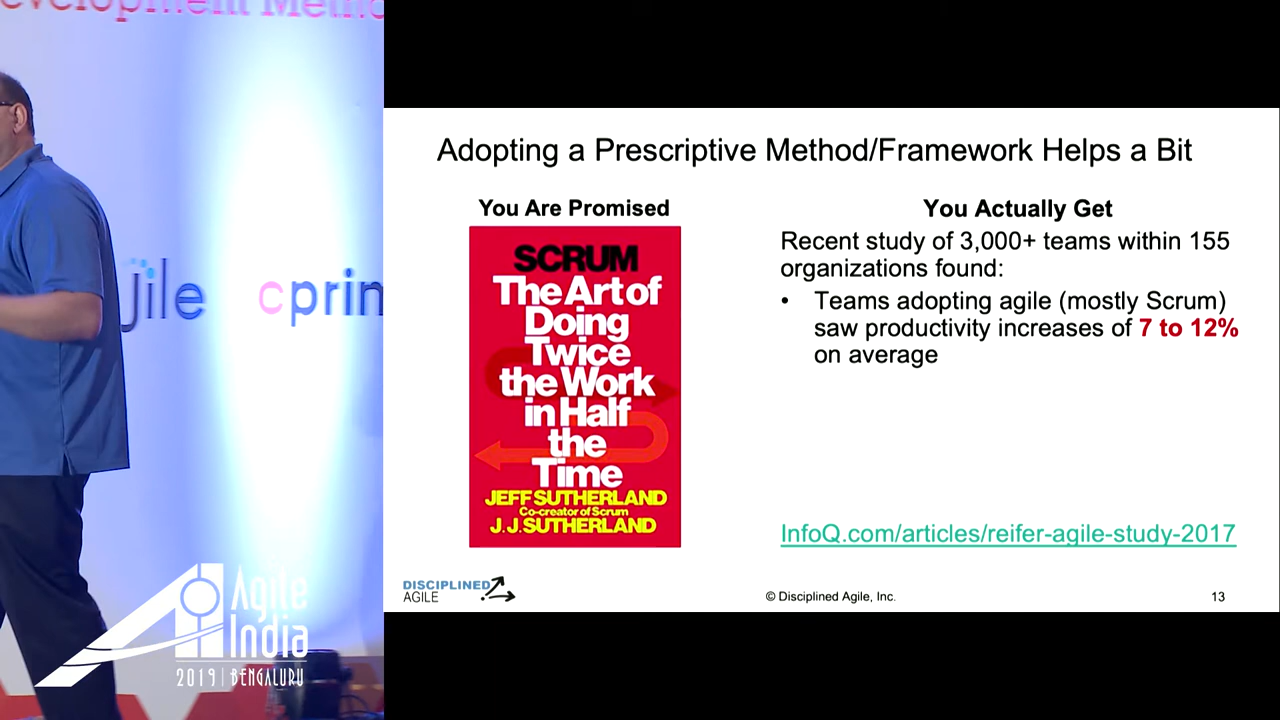 Jile
Agile
India
2019 | BENGALURU
Adopting a Prescriptive Method/Framework Helps a Bit
You Are Promised
SCRUM
The Art of
Doing
Twice
the Work
in Half
the
Time
JEFF SUTHERLAND
Co-creator of Scrum
J.J. SUTHERLAND
You Actually Get
Recent study of 3,000+ teams within 155
organizations found:
• Teams adopting agile (mostly Scrum)
saw productivity increases of 7 to 12%
on average
InfoQ.com/articles/reifer-agile-study-2017
DISCIPLINED
AGILE
© Disciplined Agile, Inc.
13